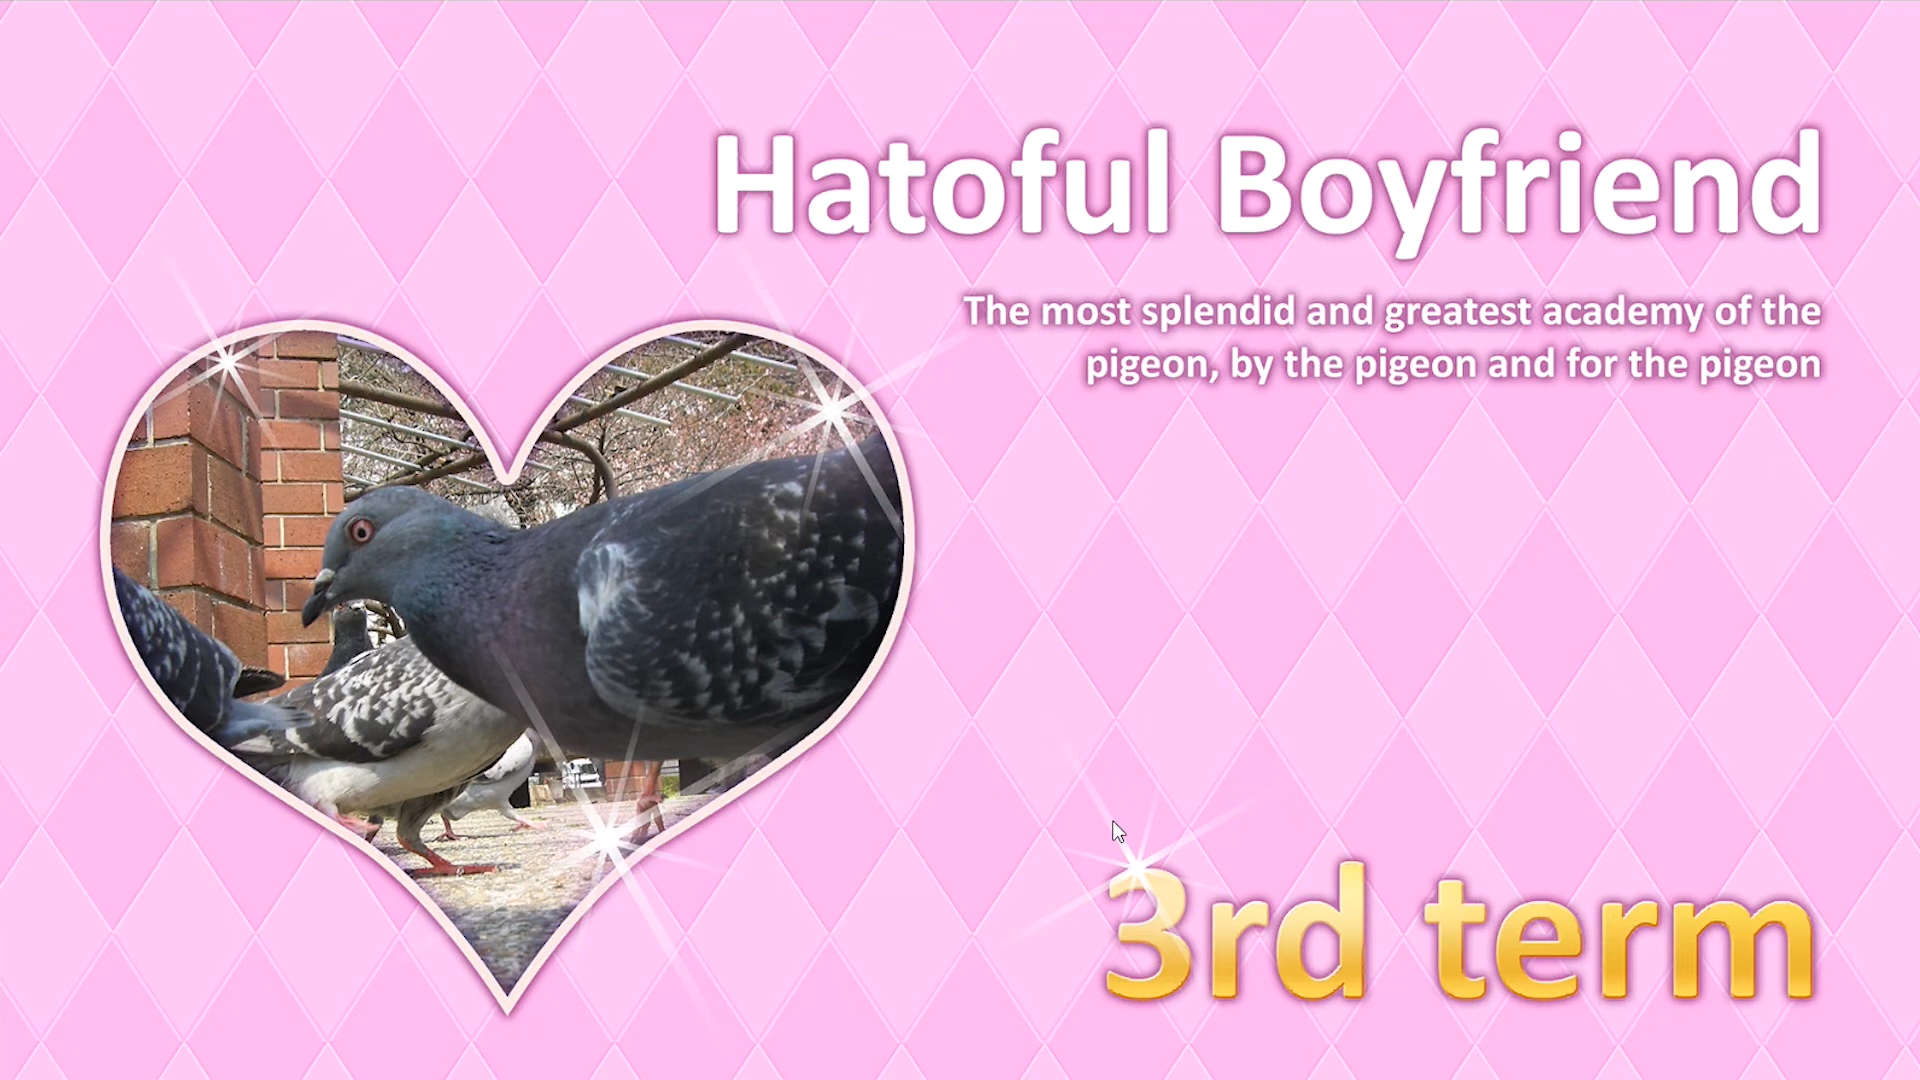 Hatoful Boyfriend
The most splendid and greatest academy of the
pigeon, by the pigeon and for the pigeon
3rd term